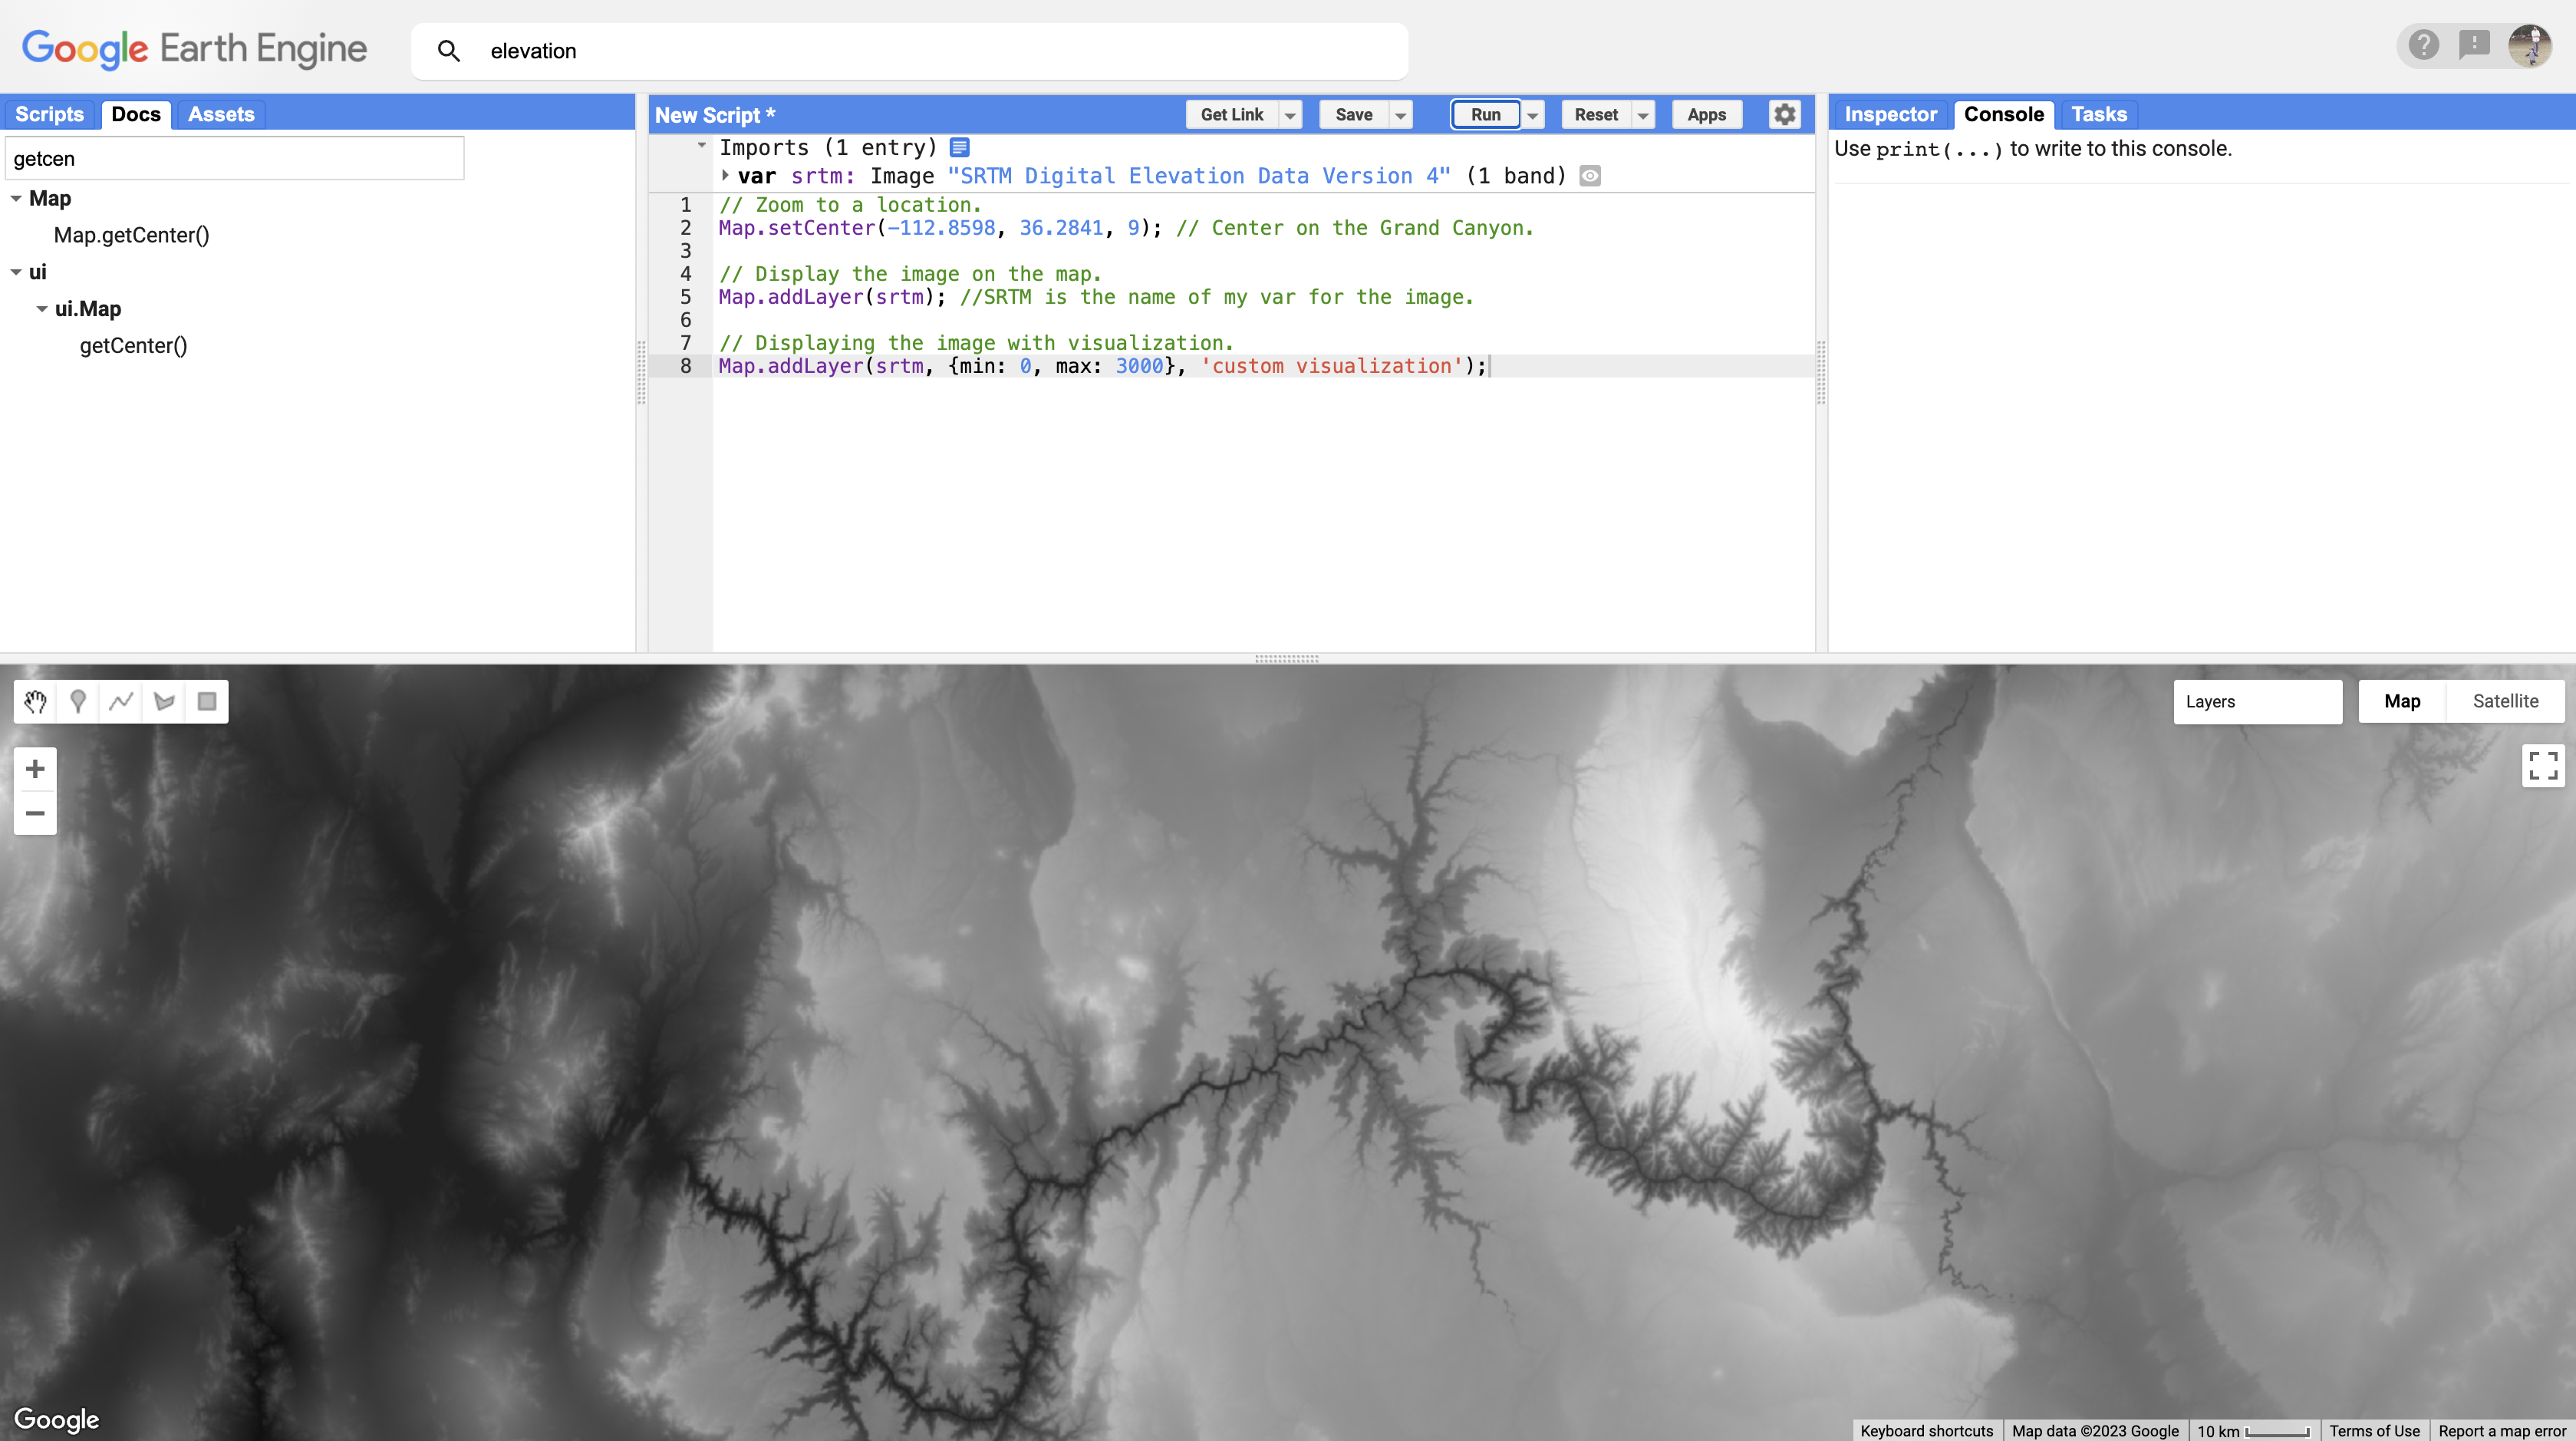 Google Earth Engine
elevation
Scripts Docs Assets
getcen
Map
Map.getCenter()
ui
ui.Map
getCenter()
New Script * Get Link Save Run Reset Apps
Imports (1 entry)
var srtm: Image "SRTM Digital Elevation Data Version 4" (1 band)
1 // Zoom to a location.
2 Map.setCenter(-112.8598, 36.2841, 9); // Center on the Grand Canyon.
3
4 // Display the image on the map.
5 Map.addLayer(srtm); //SRTM is the name of my var for the image.
6
7 // Displaying the image with visualization.
8 Map.addLayer(srtm, {min: 0, max: 3000}, 'custom visualization');
Inspector Console Tasks
Use print(...) to write to this console.
Layers Map Satellite
Google
Keyboard shortcuts Map data ©2023 Google 10 km Terms of Use Report a map error